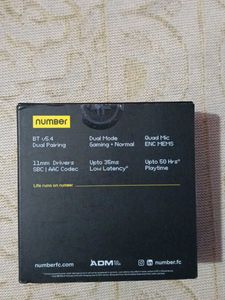 number
BT v5.4
Dual Pairing
Dual Mode
Gaming + Normal
Quad Mic
ENC MEMS
11mm Drivers
SBC | AAC Codec
Upto 35ms
Low Latency*
Upto 50 Hrs*
Playtime
Life runs on number
numberfc.com
ADM
number.fc